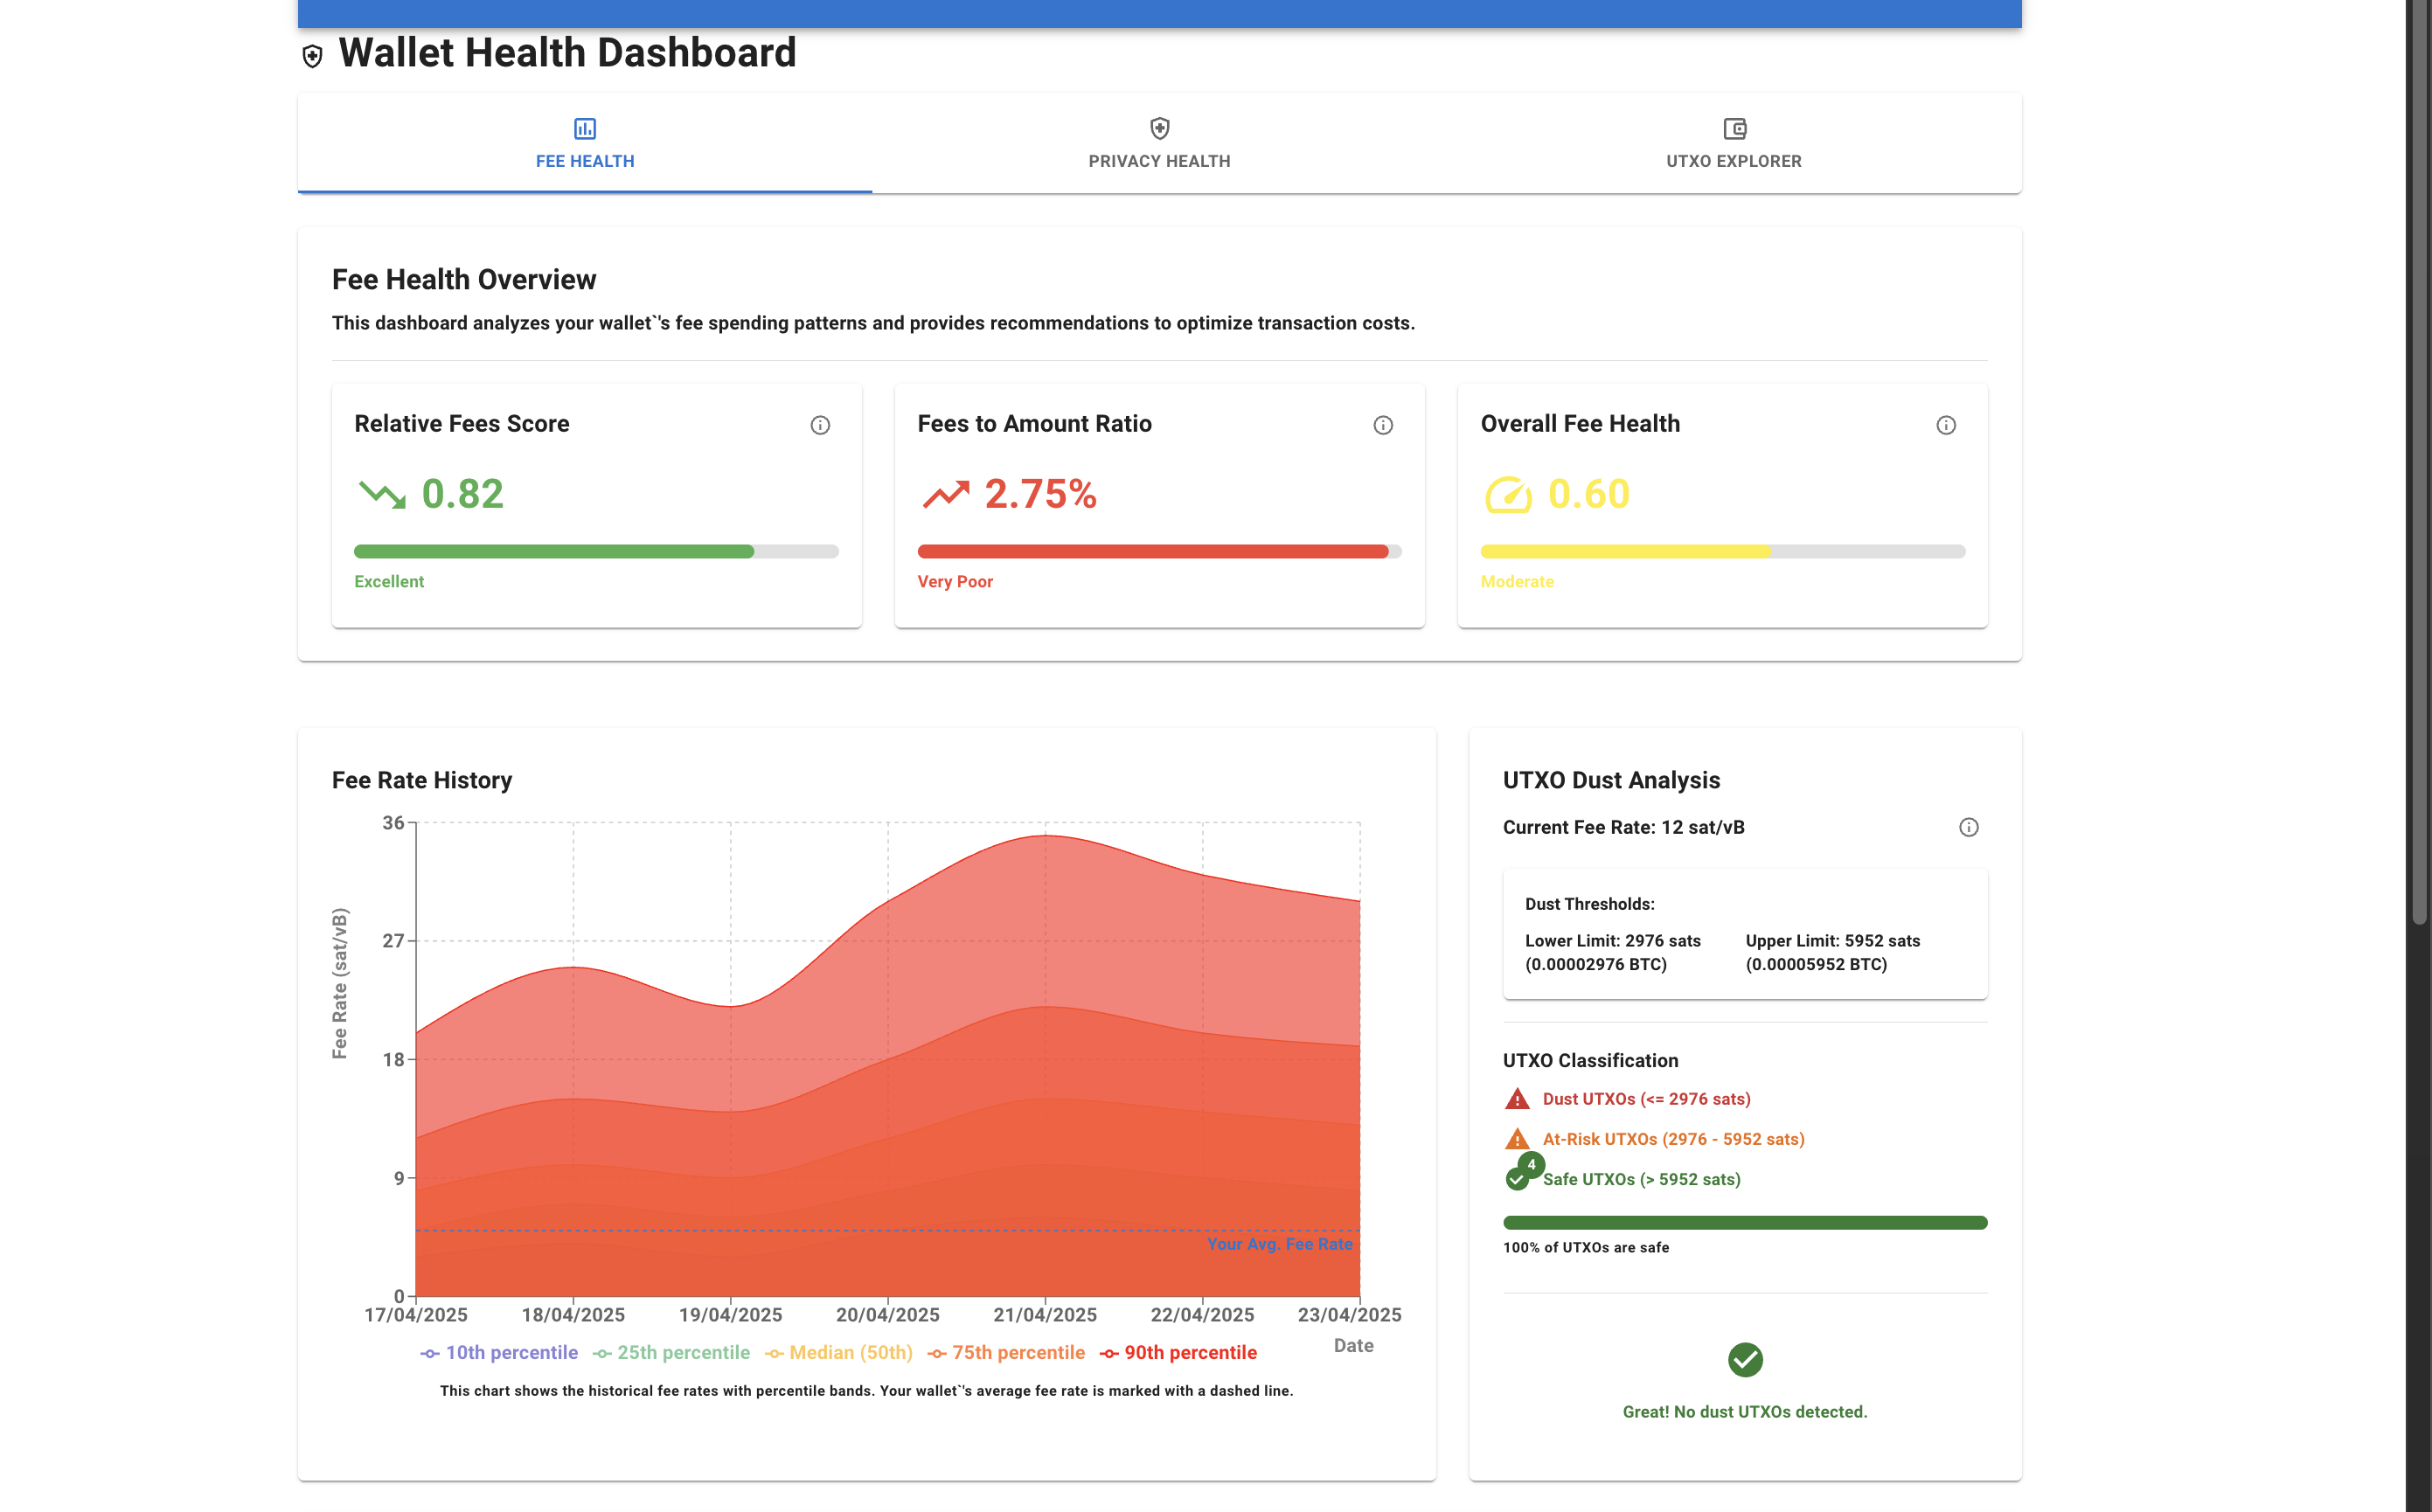 Wallet Health Dashboard
FEE HEALTH
PRIVACY HEALTH
UTXO EXPLORER
Fee Health Overview
This dashboard analyzes your wallet`'s fee spending patterns and provides recommendations to optimize transaction costs.
Relative Fees Score
0.82
Excellent
Fees to Amount Ratio
2.75%
Very Poor
Overall Fee Health
0.60
Moderate
Fee Rate History
Fee Rate (sat/vB)
36
27
18
9
0
17/04/2025
18/04/2025
19/04/2025
20/04/2025
21/04/2025
22/04/2025
23/04/2025
Your Avg. Fee Rate
Date
10th percentile
25th percentile
Median (50th)
75th percentile
90th percentile
This chart shows the historical fee rates with percentile bands. Your wallet`'s average fee rate is marked with a dashed line.
UTXO Dust Analysis
Current Fee Rate: 12 sat/vB
Dust Thresholds:
Lower Limit: 2976 sats
(0.00002976 BTC)
Upper Limit: 5952 sats
(0.00005952 BTC)
UTXO Classification
Dust UTXOs (<= 2976 sats)
At-Risk UTXOs (2976 - 5952 sats)
4
Safe UTXOs (> 5952 sats)
100% of UTXOs are safe
Great! No dust UTXOs detected.